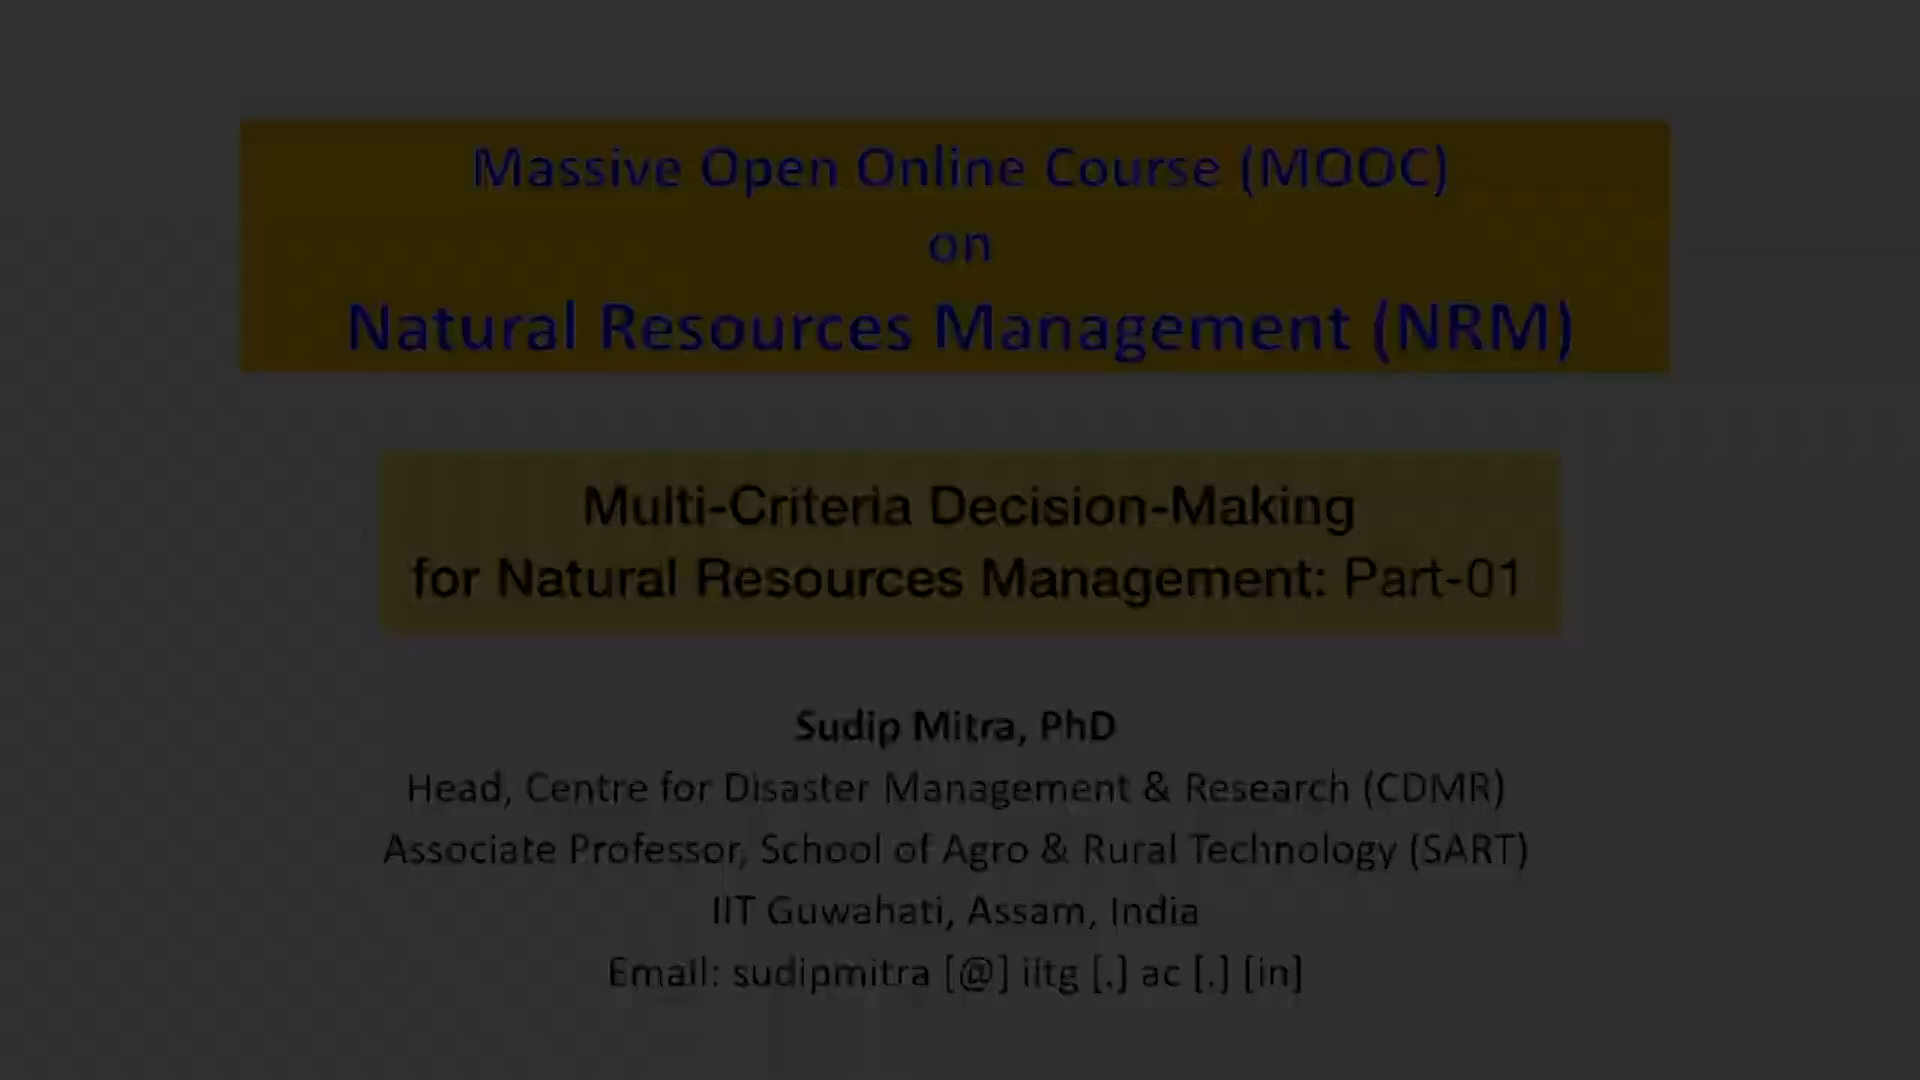 Massive Open Online Course (MOOC)
on
Natural Resources Management (NRM)
Multi-Criteria Decision-Making
for Natural Resources Management: Part-01
Sudip Mitra, PhD
Head, Centre for Disaster Management & Research (CDMR)
Associate Professor, School of Agro & Rural Technology (SART)
IIT Guwahati, Assam, India
Email: sudipmitra [@] iitg [.] ac [.] [in]